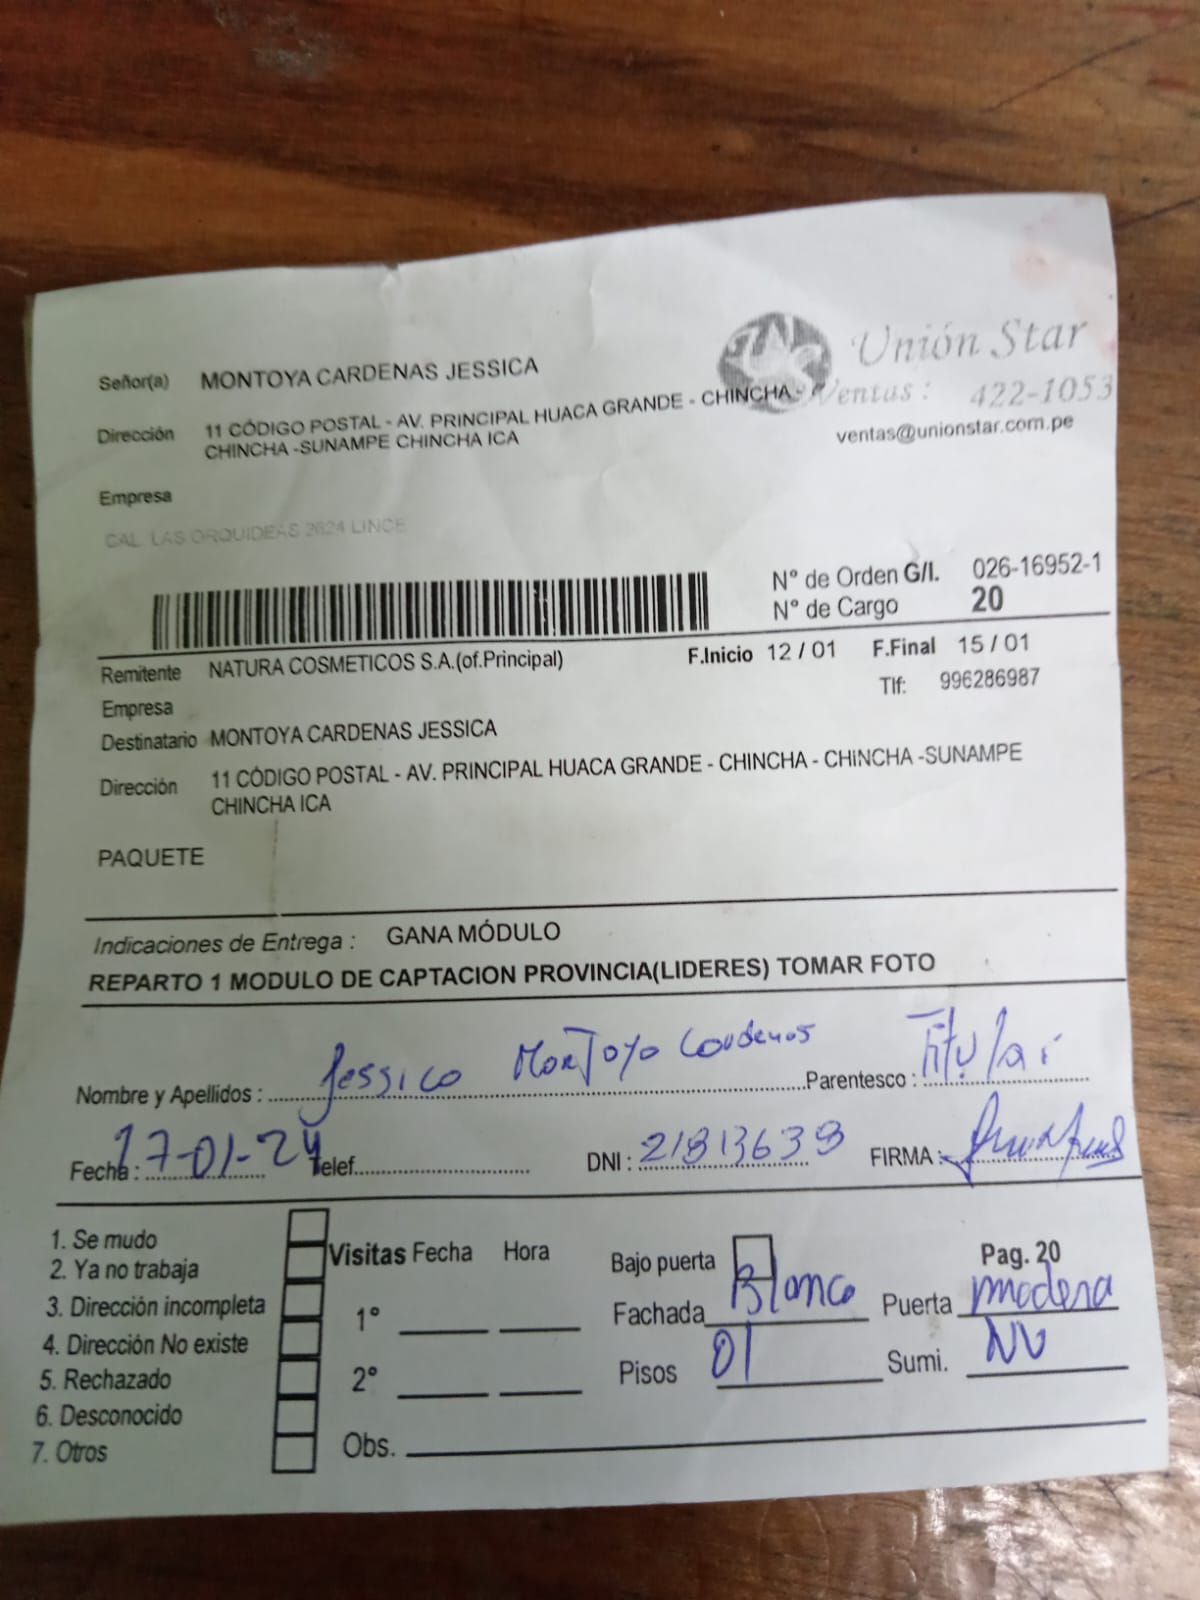 Unión Star
Ventas : 422-1053
ventas@unionstar.com.pe
Señor(a) MONTOYA CARDENAS JESSICA
Dirección 11 CÓDIGO POSTAL - AV. PRINCIPAL HUACA GRANDE - CHINCHA -
CHINCHA -SUNAMPE CHINCHA ICA
Empresa
CAL. LAS ORQUIDEAS 2624 LINCE
N° de Orden G/I. 026-16952-1
N° de Cargo 20
Remitente NATURA COSMETICOS S.A.(of.Principal) F.Inicio 12 / 01 F.Final 15 / 01
Empresa Tlf: 996286987
Destinatario MONTOYA CARDENAS JESSICA
Dirección 11 CÓDIGO POSTAL - AV. PRINCIPAL HUACA GRANDE - CHINCHA - CHINCHA -SUNAMPE
CHINCHA ICA
PAQUETE
Indicaciones de Entrega : GANA MÓDULO
REPARTO 1 MODULO DE CAPTACION PROVINCIA(LIDERES) TOMAR FOTO
Nombre y Apellidos : Jessica Montoya Cardenas Parentesco : Titular
Fecha : 17-01-24 Telef. DNI : 21813638 FIRMA :
1. Se mudo
2. Ya no trabaja
3. Dirección incompleta
4. Dirección No existe
5. Rechazado
6. Desconocido
7. Otros
Visitas Fecha Hora
1°
2°
Obs.
Bajo puerta Pag. 20
Fachada Blanco Puerta madera
Pisos 01 Sumi. NV